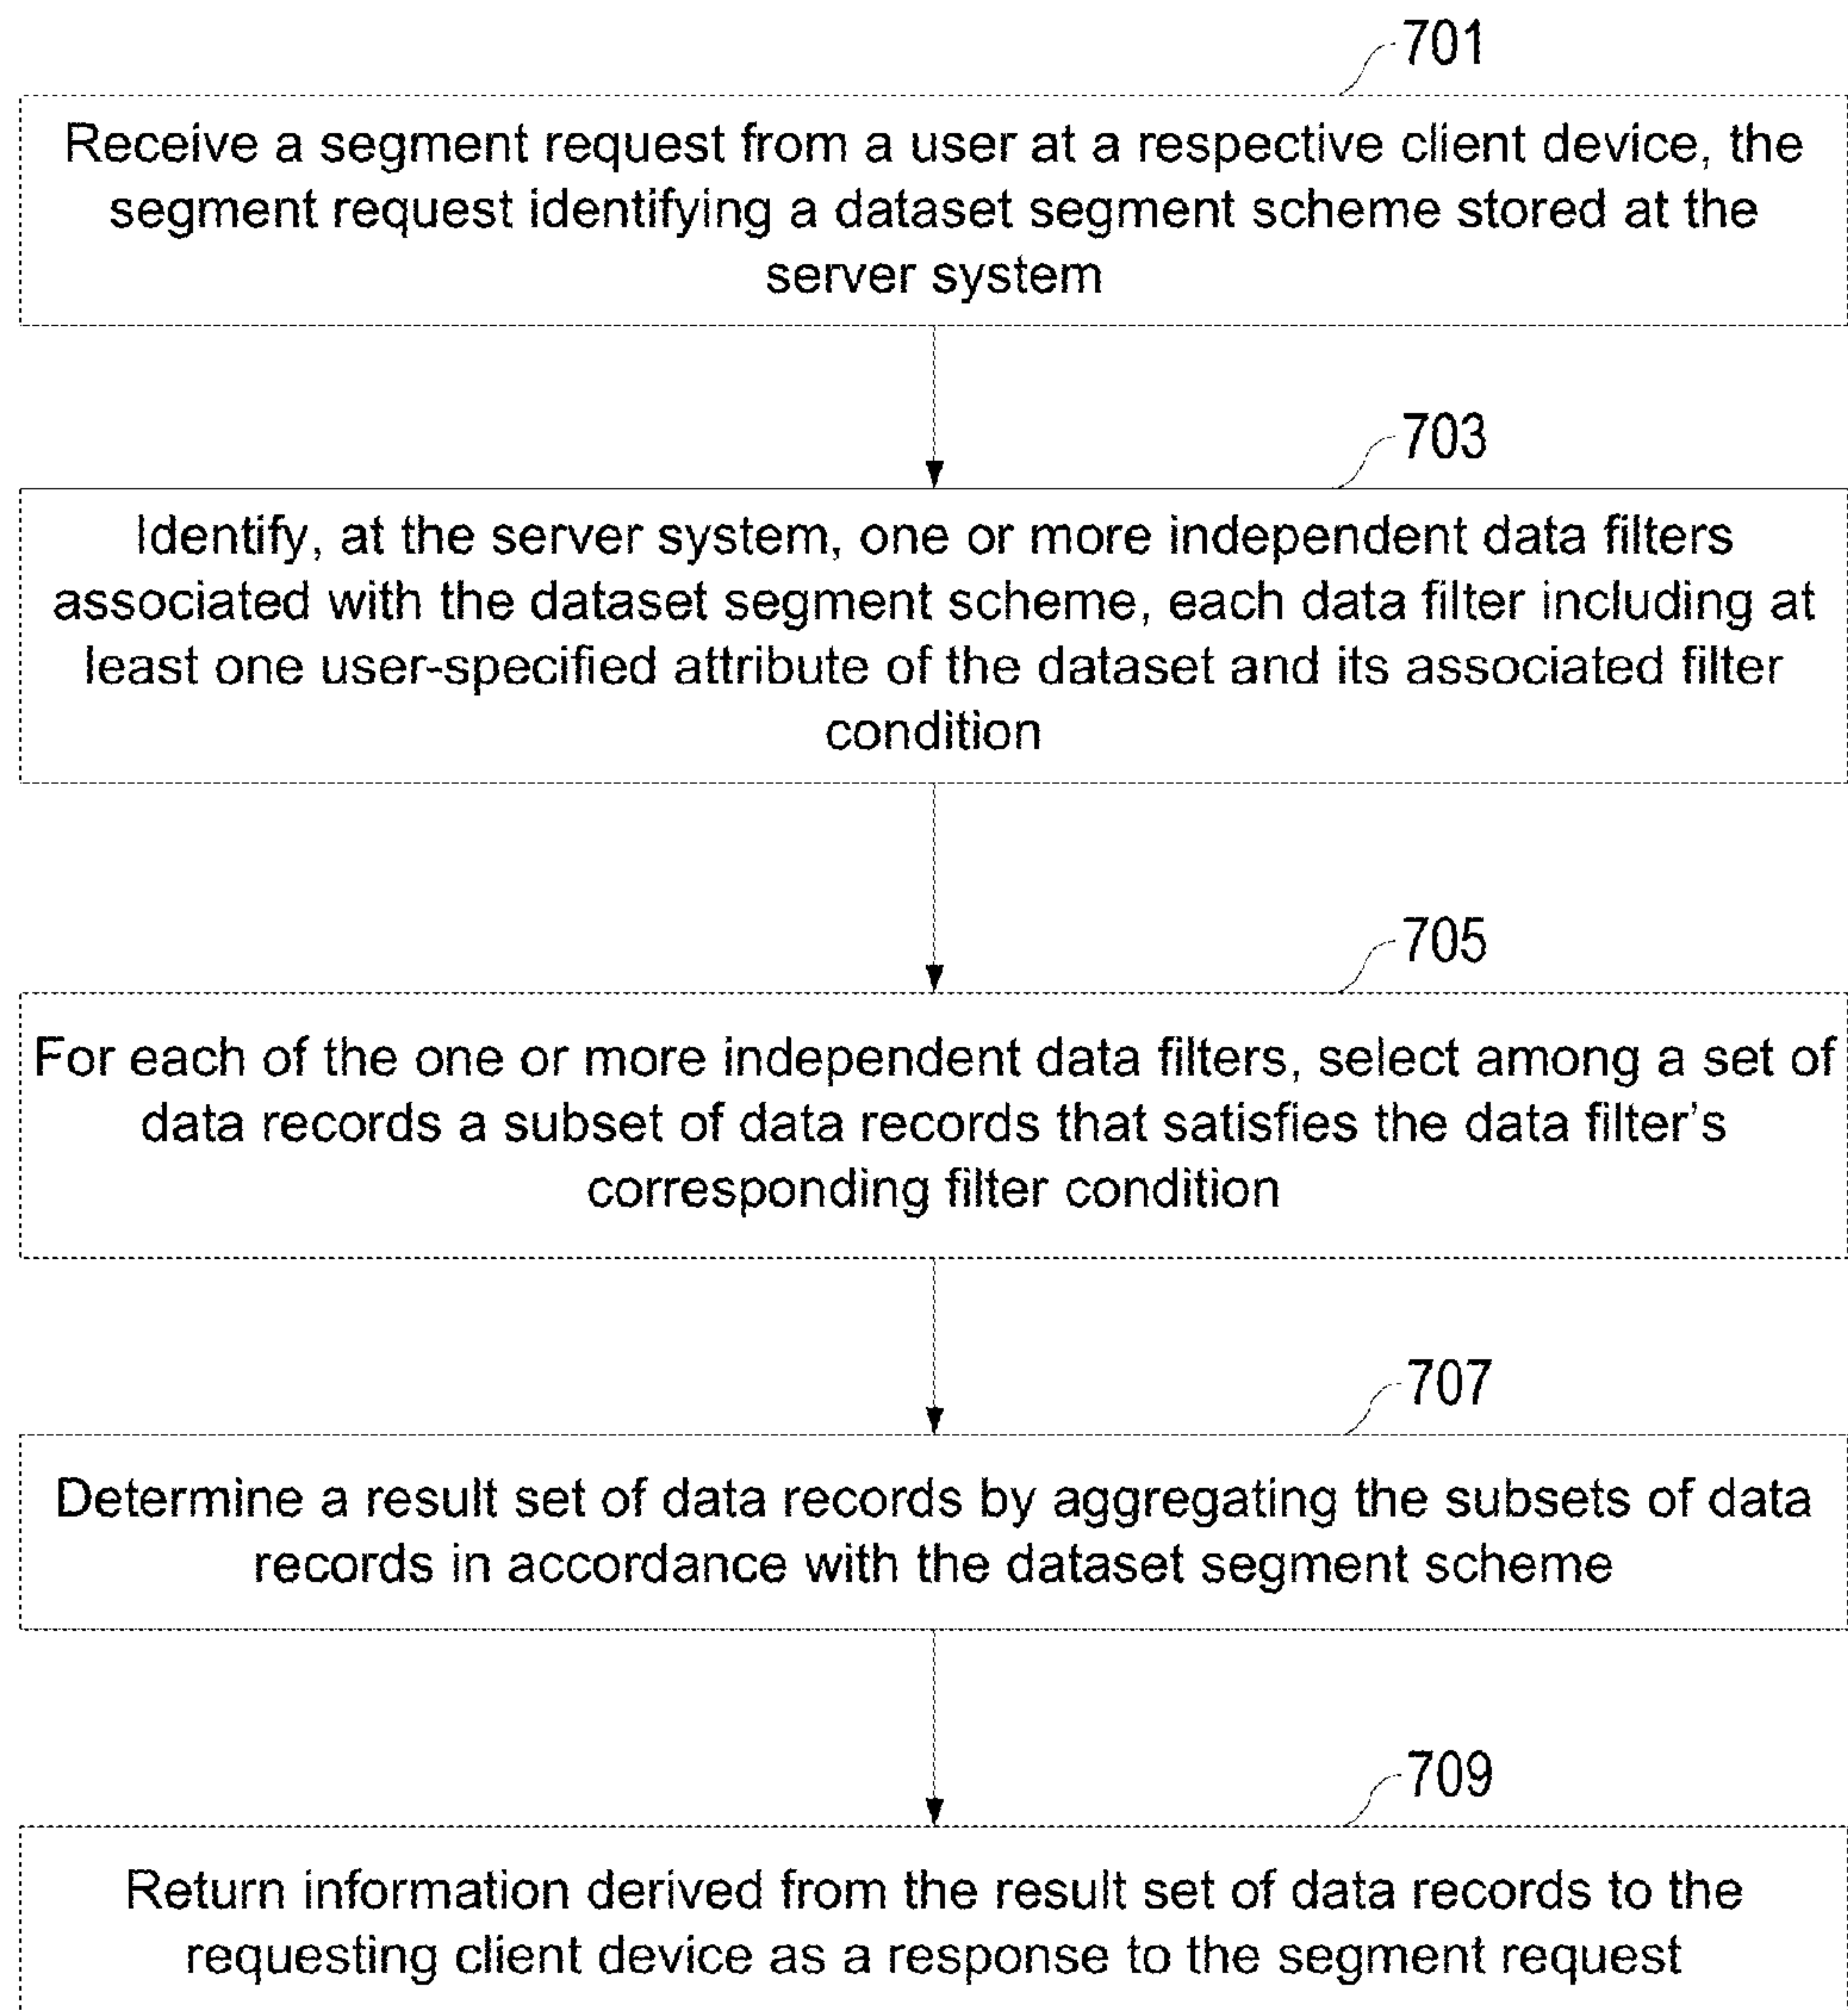 701
Receive a segment request from a user at a respective client device, the
segment request identifying a dataset segment scheme stored at the
server system
703
Identify, at the server system, one or more independent data filters
associated with the dataset segment scheme, each data filter including at
least one user-specified attribute of the dataset and its associated filter
condition
705
For each of the one or more independent data filters, select among a set of
data records a subset of data records that satisfies the data filter’s
corresponding filter condition
707
Determine a result set of data records by aggregating the subsets of data
records in accordance with the dataset segment scheme
709
Return information derived from the result set of data records to the
requesting client device as a response to the segment request